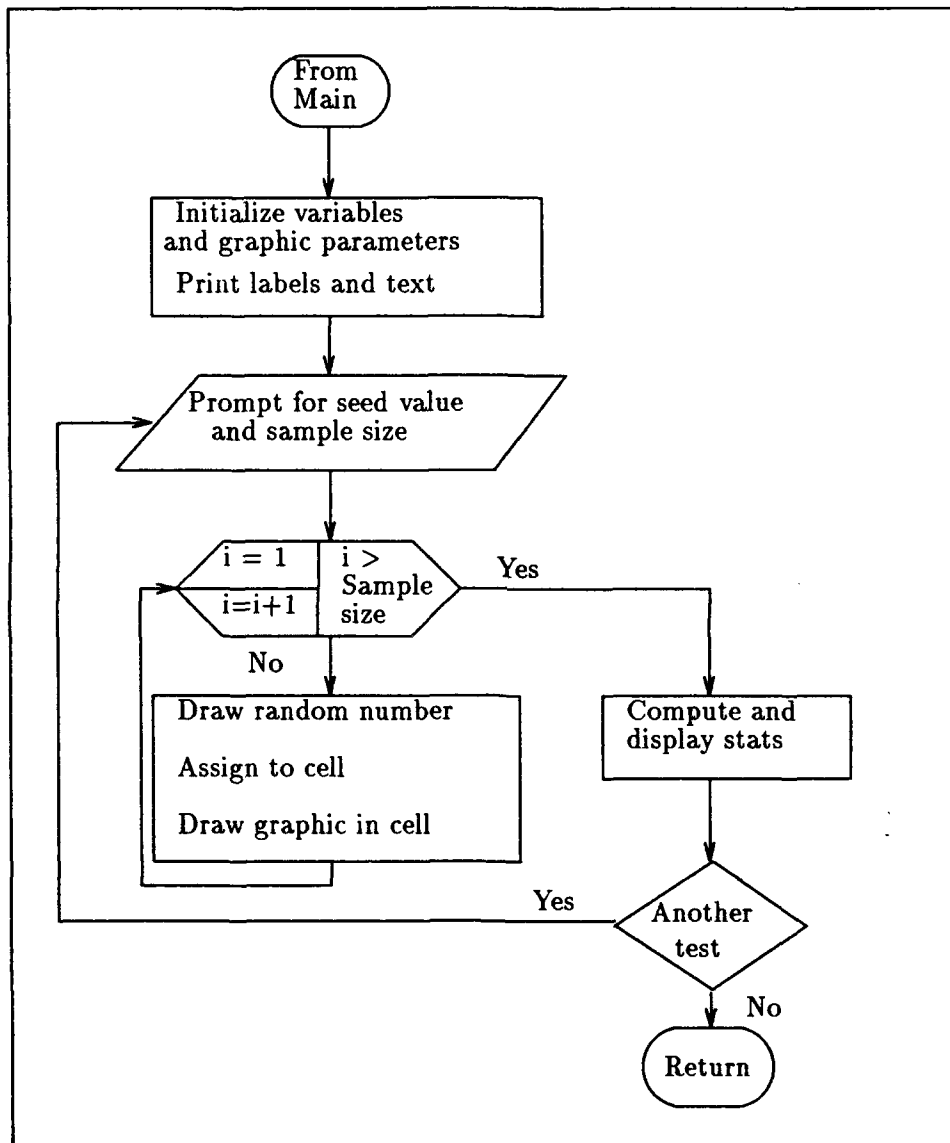 From
Main
Initialize variables
and graphic parameters
Print labels and text
Prompt for seed value
and sample size
i = 1
i=i+1
i >
Sample
size
Yes
No
Draw random number
Assign to cell
Draw graphic in cell
Compute and
display stats
Yes
Another
test
No
Return